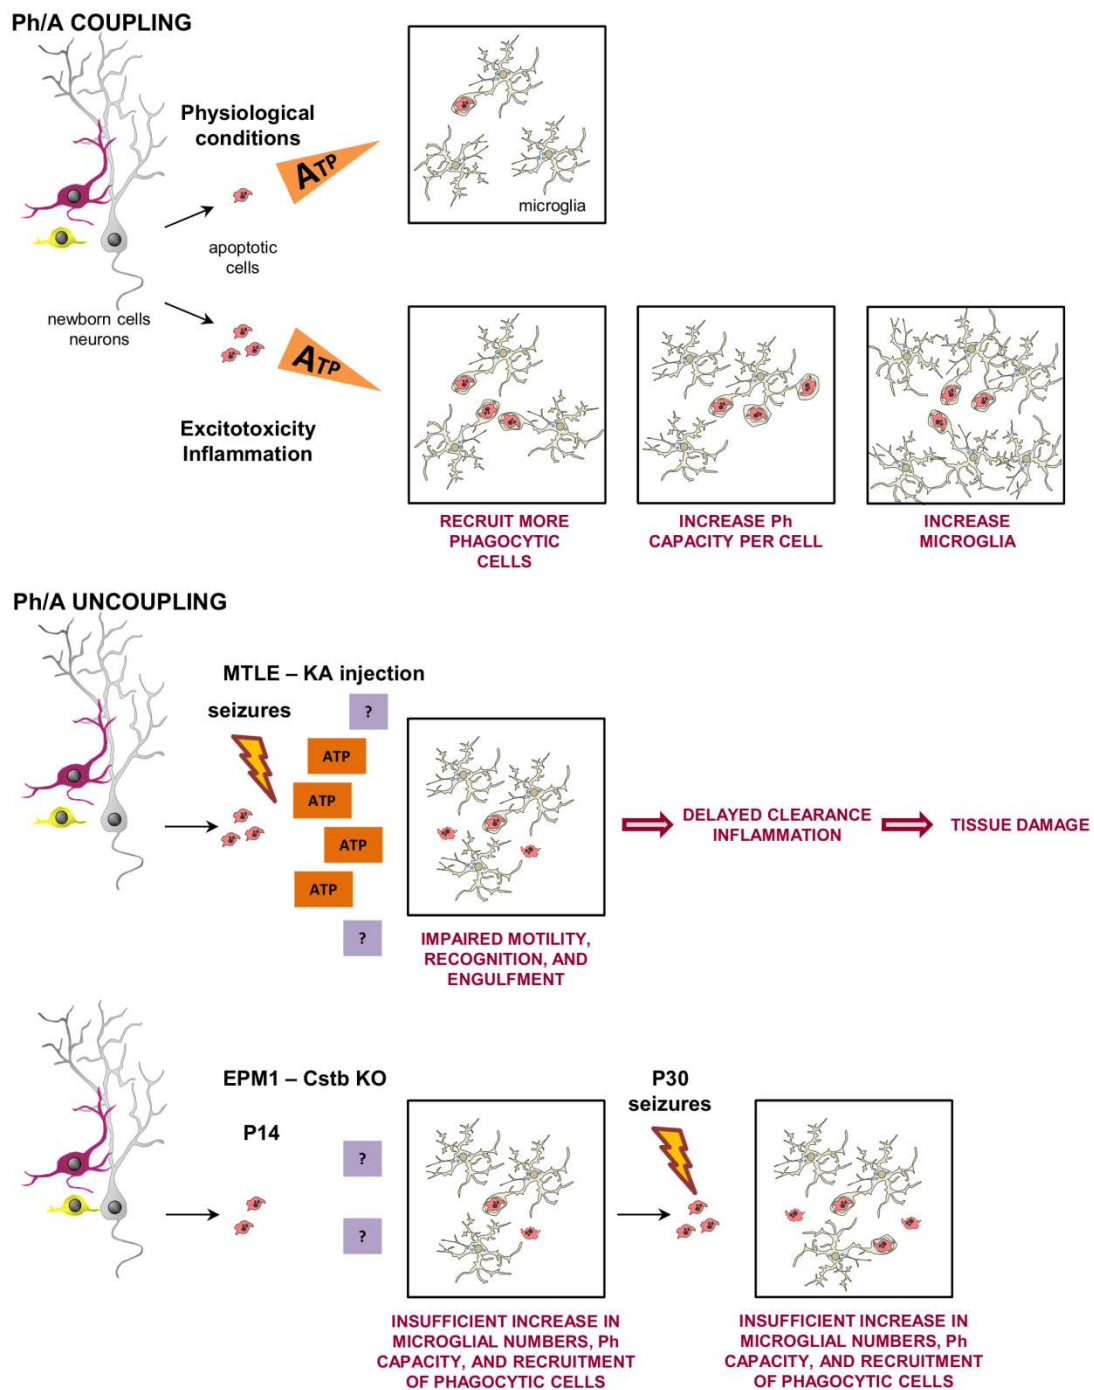 Ph/A COUPLING
Physiological
conditions
ATP
microglia
apoptotic
cells
newborn cells
neurons
ATP
Excitotoxicity
Inflammation
RECRUIT MORE
PHAGOCYTIC
CELLS
INCREASE Ph
CAPACITY PER CELL
INCREASE
MICROGLIA
Ph/A UNCOUPLING
MTLE – KA injection
seizures
?
ATP
ATP
ATP
ATP
?
DELAYED CLEARANCE
INFLAMMATION
TISSUE DAMAGE
IMPAIRED MOTILITY,
RECOGNITION, AND
ENGULFMENT
EPM1 – Cstb KO
P14
?
?
P30
seizures
INSUFFICIENT INCREASE IN
MICROGLIAL NUMBERS, Ph
CAPACITY, AND RECRUITMENT
OF PHAGOCYTIC CELLS
INSUFFICIENT INCREASE IN
MICROGLIAL NUMBERS, Ph
CAPACITY, AND RECRUITMENT
OF PHAGOCYTIC CELLS